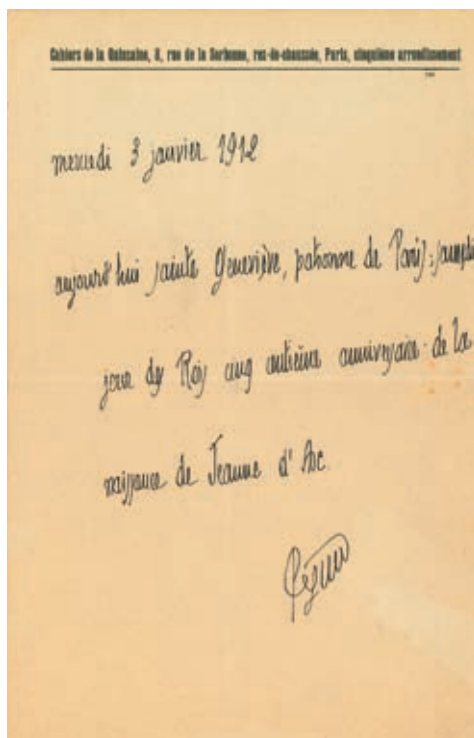 Cahiers de la Quinzaine, 8, rue de la Sorbonne, rez-de-chaussée, Paris, cinquième arrondissement
mercredi 3 janvier 1912
aujourd'hui sainte Geneviève, patronne de Paris; samedi
jour des Rois cinq centième anniversaire de la
naissance de Jeanne d'Arc
Péguy